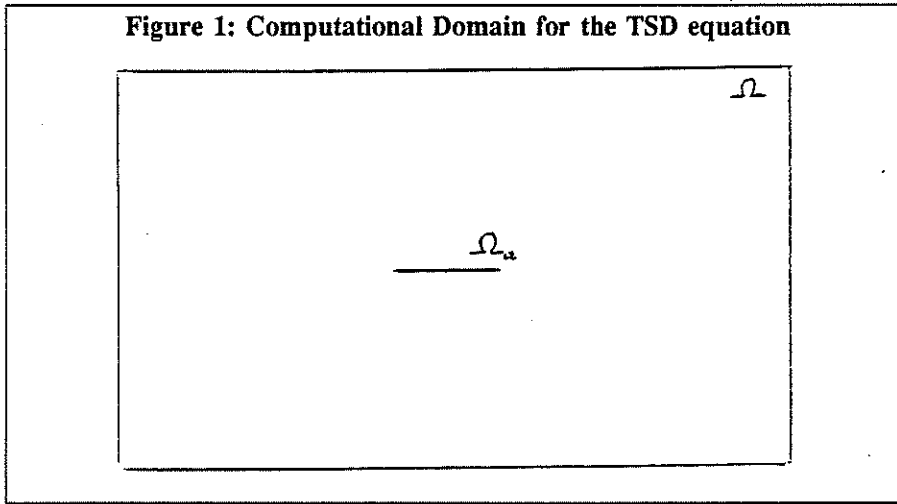 Figure 1: Computational Domain for the TSD equation
Ω
Ωₐ